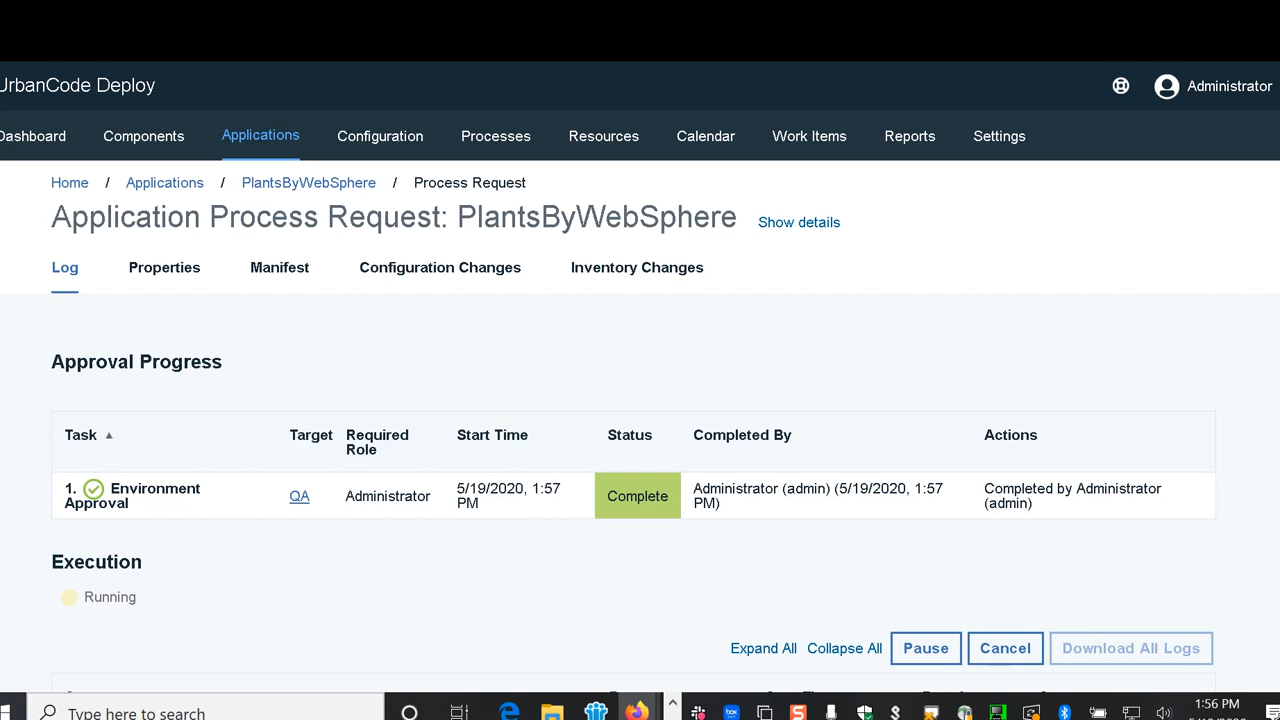 UrbanCode Deploy
Administrator
Dashboard Components Applications Configuration Processes Resources Calendar Work Items Reports Settings
Home / Applications / PlantsByWebSphere / Process Request
Application Process Request: PlantsByWebSphere Show details
Log Properties Manifest Configuration Changes Inventory Changes
Approval Progress
Task ▲ Target Required Start Time Status Completed By Actions
Role
1. Environment QA Administrator 5/19/2020, 1:57 Complete Administrator (admin) (5/19/2020, 1:57 Completed by Administrator
Approval PM PM) (admin)
Execution
Running
Expand All Collapse All Pause Cancel Download All Logs
Type here to search
1:56 PM